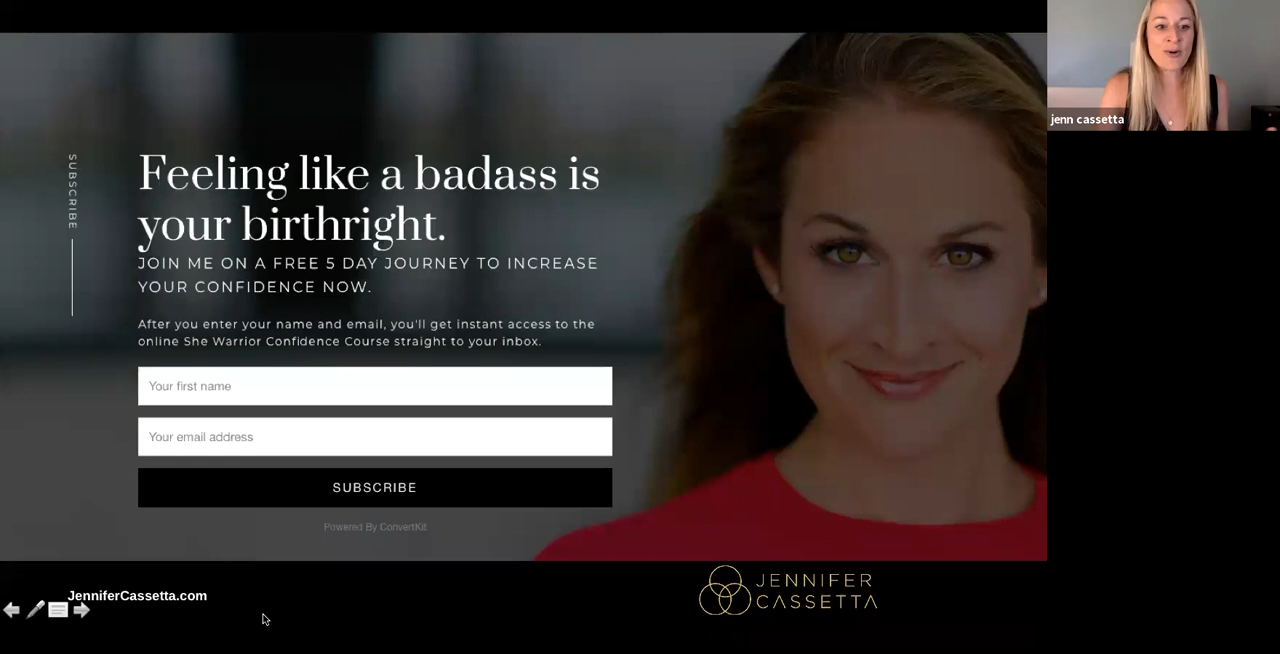 jenn cassetta
SUBSCRIBE
Feeling like a badass is
your birthright.
JOIN ME ON A FREE 5 DAY JOURNEY TO INCREASE
YOUR CONFIDENCE NOW.
After you enter your name and email, you'll get instant access to the
online She Warrior Confidence Course straight to your inbox.
Your first name
Your email address
SUBSCRIBE
Powered By ConvertKit
JENNIFER
CASSETTA
JenniferCassetta.com